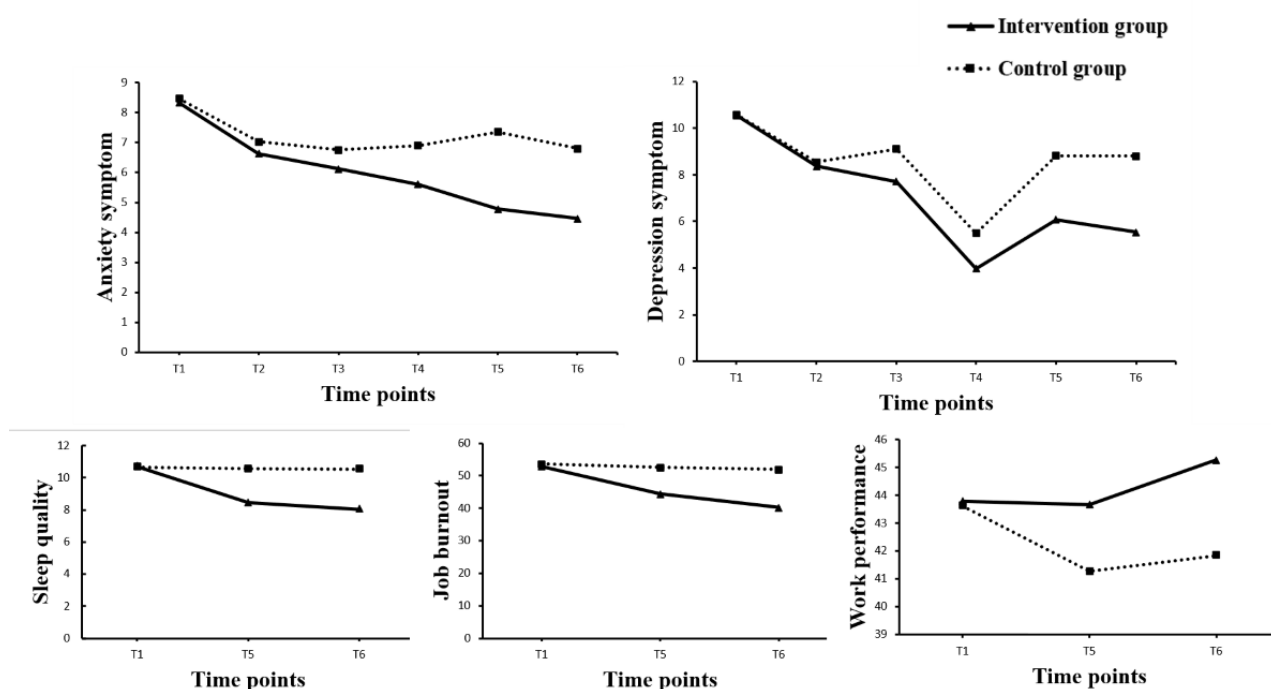 Intervention group
Control group
Anxiety symptom
9
8
7
6
5
4
3
2
1
0
T1 T2 T3 T4 T5 T6
Time points
Depression symptom
12
10
8
6
4
2
0
T1 T2 T3 T4 T5 T6
Time points
Sleep quality
12
10
8
6
4
2
0
T1 T5 T6
Time points
Job burnout
60
50
40
30
20
10
0
T1 T5 T6
Time points
Work performance
46
45
44
43
42
41
40
39
T1 T5 T6
Time points